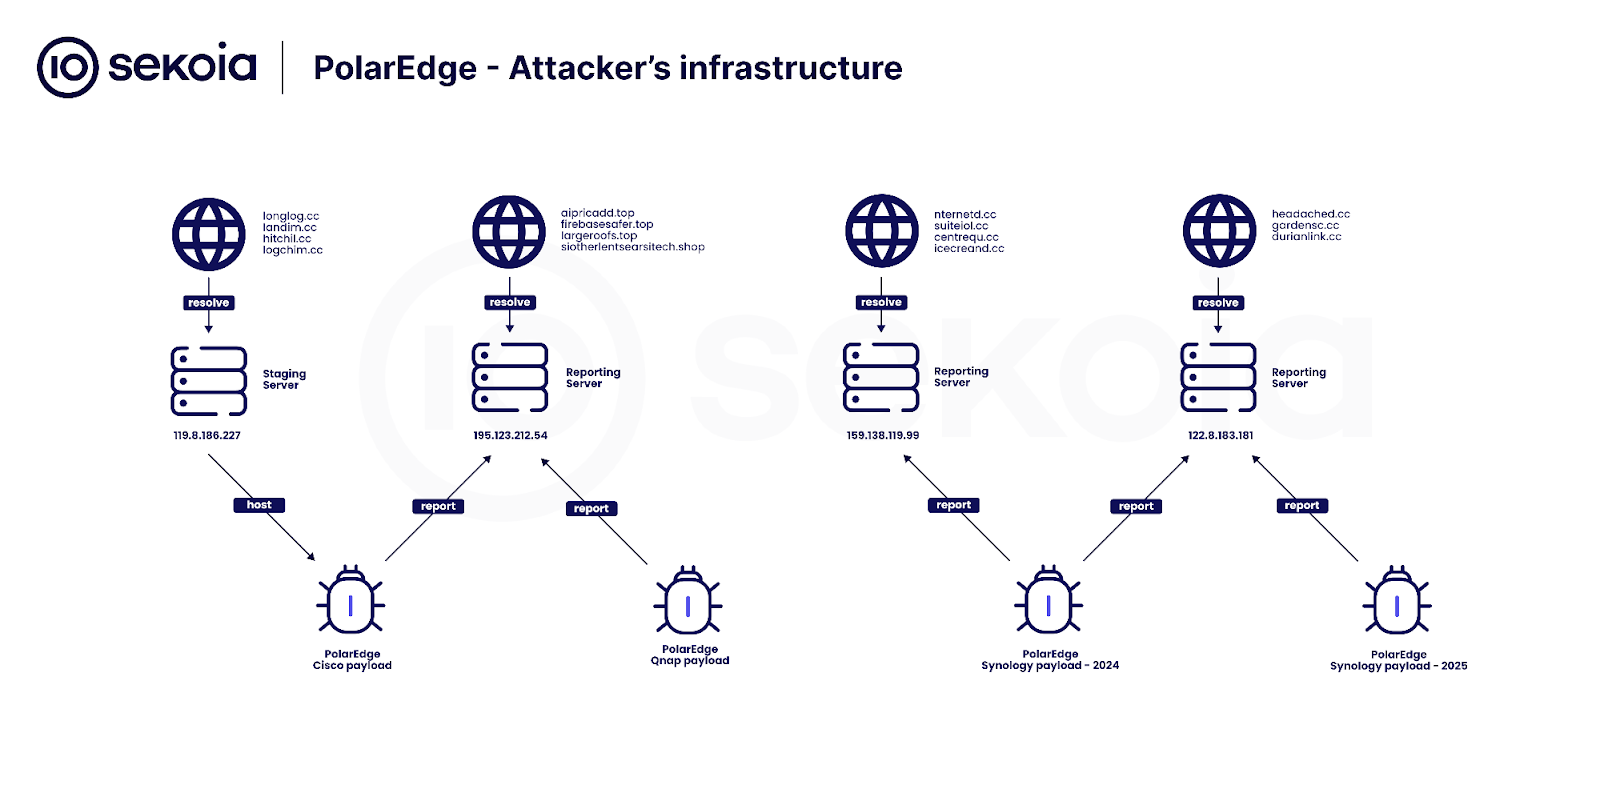 sekoia
PolarEdge - Attacker's infrastructure
longlog.cc
landim.cc
hitchil.cc
logchim.cc
aipricadd.top
firebasesafer.top
largeroofs.top
siotherlentsearsitech.shop
nternetd.cc
suiteiol.cc
centrequ.cc
icecreand.cc
headached.cc
gardensc.cc
durianlink.cc
resolve
resolve
resolve
resolve
Staging
Server
Reporting
Server
Reporting
Server
Reporting
Server
119.8.186.227
195.123.212.54
159.138.119.99
122.8.183.181
host
report
report
report
report
report
PolarEdge
Cisco payload
PolarEdge
Qnap payload
PolarEdge
Synology payload - 2024
PolarEdge
Synology payload - 2025
sekoia